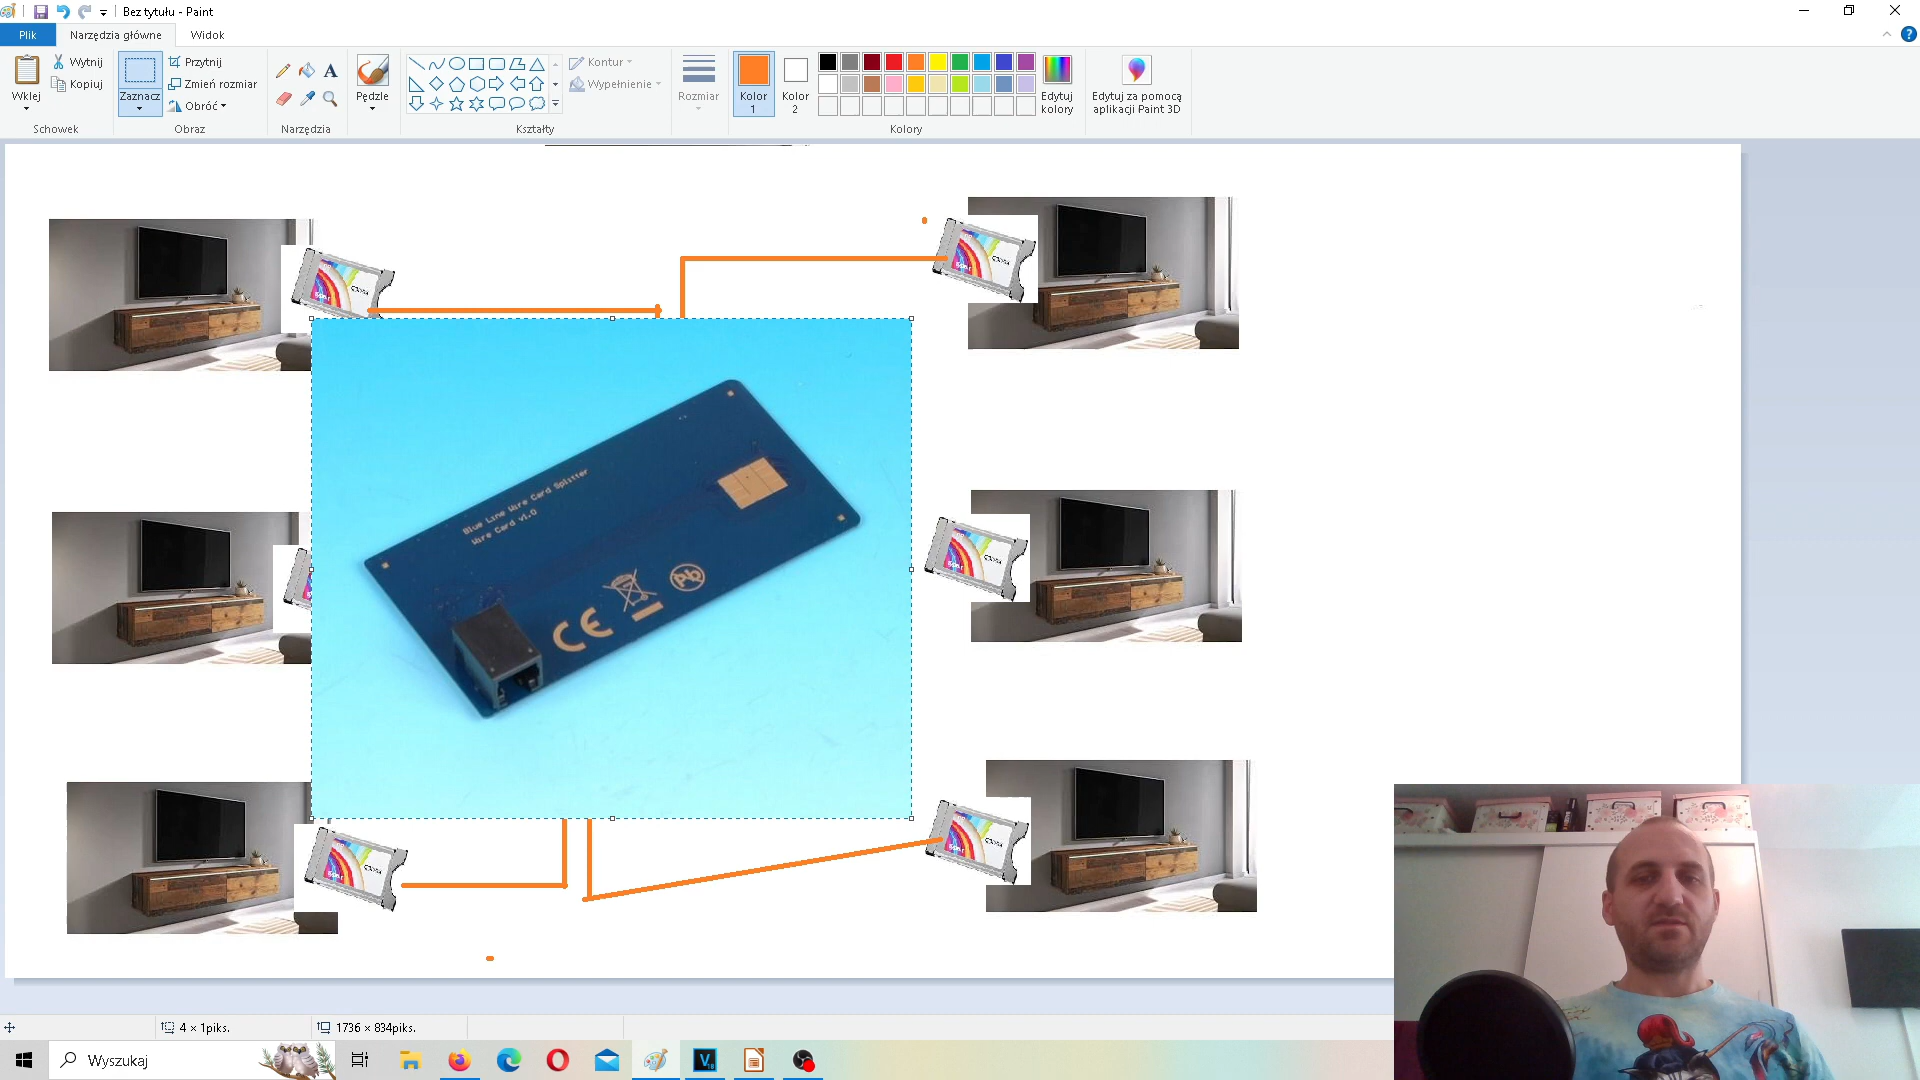 Bez tytułu - Paint
Plik
Narzędzia główne
Widok
Wklej
Wytnij
Kopiuj
Schowek
Zaznacz
Przytnij
Zmień rozmiar
Obróć
Obraz
A
Narzędzia
Pędzle
Kontur
Wypełnienie
Kształty
Rozmiar
Kolor
1
Kolor
2
Edytuj
kolory
Kolory
Edytuj za pomocą
aplikacji Paint 3D
Blue Line Wire Card Splitter
Wire Card v1.0
CE
Pb
4 × 1piks.
1736 × 834piks.
Wyszukaj